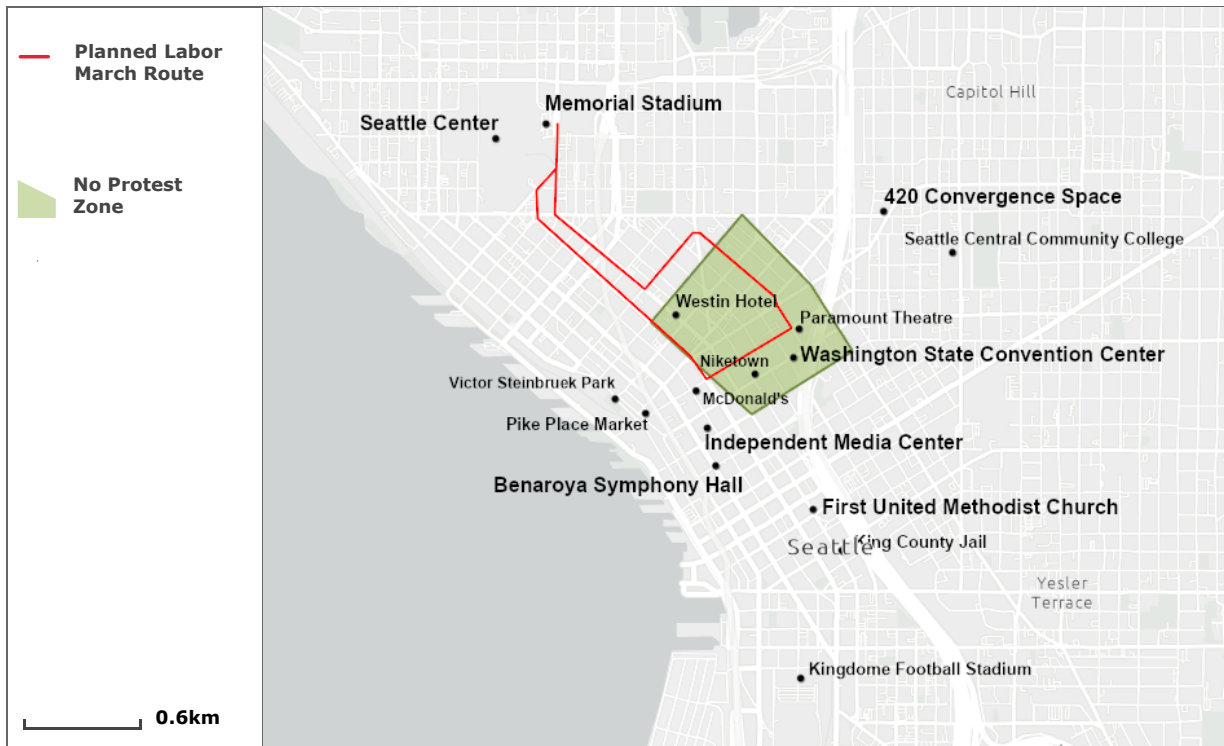 Planned Labor
March Route
No Protest
Zone
0.6km
Capitol Hill
Memorial Stadium
Seattle Center
420 Convergence Space
Seattle Central Community College
Westin Hotel
Paramount Theatre
Washington State Convention Center
Niketown
Victor Steinbruek Park
McDonald's
Pike Place Market
Independent Media Center
Benaroya Symphony Hall
First United Methodist Church
King County Jail
Seattle
Yesler
Terrace
Kingdome Football Stadium